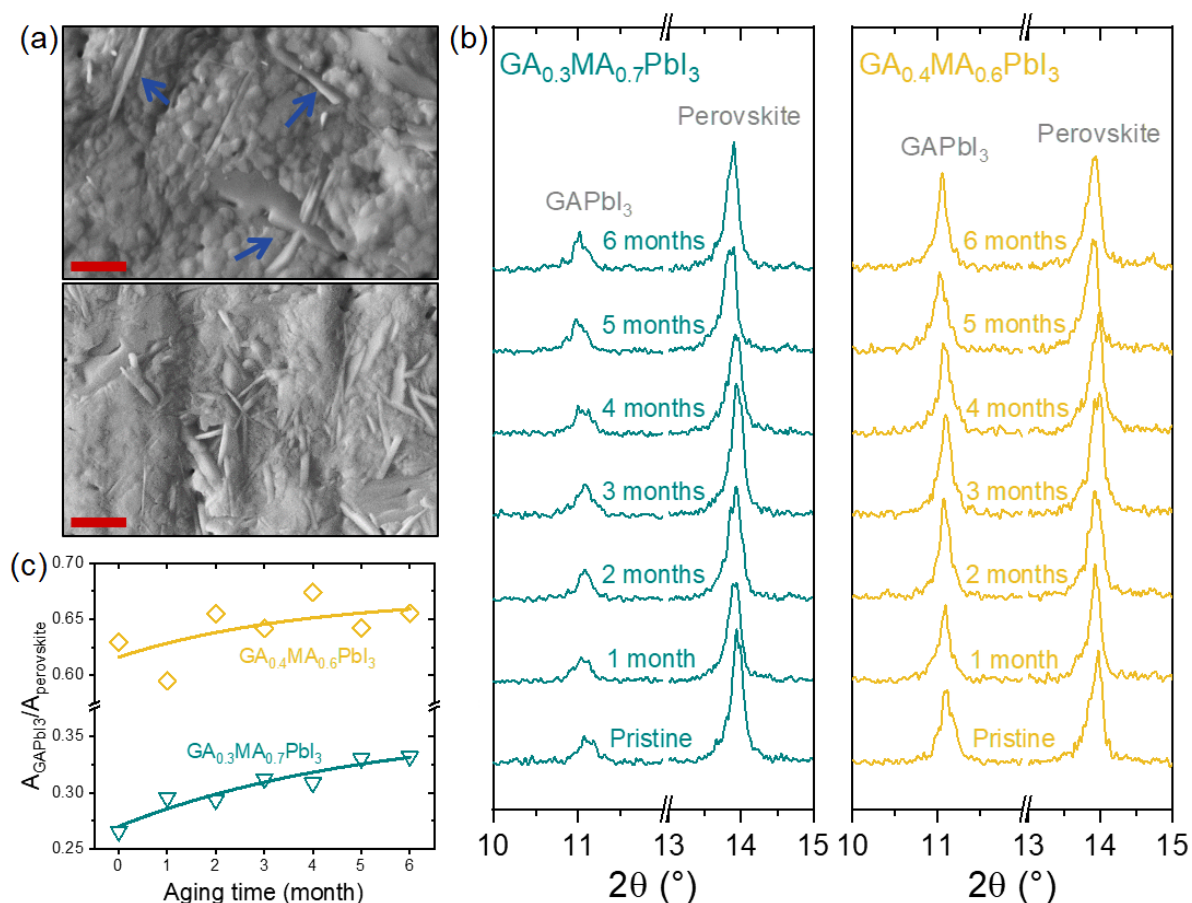 (a)
(b)
GA₀.₃MA₀.₇PbI₃
Perovskite
GAPbI₃
6 months
5 months
4 months
3 months
2 months
1 month
Pristine
10 11 13 14 15
2θ (°)
GA₀.₄MA₀.₆PbI₃
Perovskite
GAPbI₃
6 months
5 months
4 months
3 months
2 months
1 month
Pristine
10 11 13 14 15
2θ (°)
(c)
A_GAPbI3/A_perovskite
0.70
0.65
0.60
0.35
0.30
0.25
GA₀.₄MA₀.₆PbI₃
GA₀.₃MA₀.₇PbI₃
0 1 2 3 4 5 6
Aging time (month)